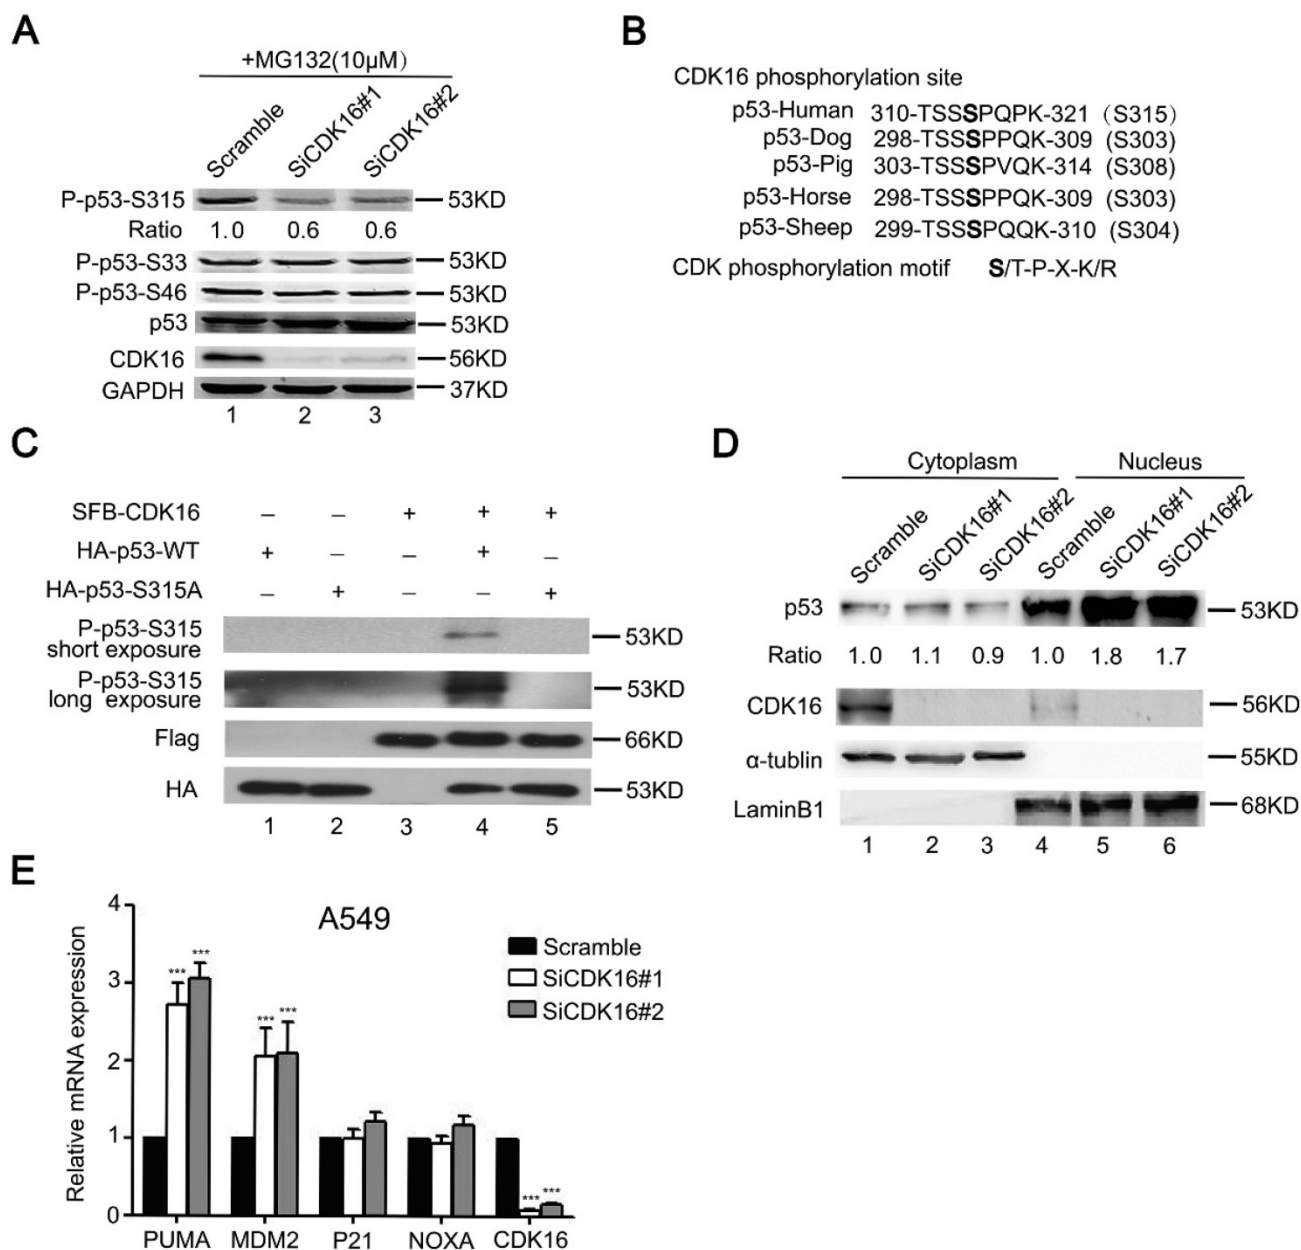 A
+MG132(10μM)
Scramble SiCDK16#1 SiCDK16#2
P-p53-S315 53KD
Ratio 1.0 0.6 0.6
P-p53-S33 53KD
P-p53-S46 53KD
p53 53KD
CDK16 56KD
GAPDH 37KD
1 2 3
B
CDK16 phosphorylation site
p53-Human 310-TSSSPQPK-321 (S315)
p53-Dog 298-TSSSPPQK-309 (S303)
p53-Pig 303-TSSSPVQK-314 (S308)
p53-Horse 298-TSSSPPQK-309 (S303)
p53-Sheep 299-TSSSPQQK-310 (S304)
CDK phosphorylation motif S/T-P-X-K/R
C
SFB-CDK16 – – + + +
HA-p53-WT + – – + –
HA-p53-S315A – + – – +
P-p53-S315
short exposure 53KD
P-p53-S315
long exposure 53KD
Flag 66KD
HA 53KD
1 2 3 4 5
D
Cytoplasm Nucleus
Scramble SiCDK16#1 SiCDK16#2 Scramble SiCDK16#1 SiCDK16#2
p53 53KD
Ratio 1.0 1.1 0.9 1.0 1.8 1.7
CDK16 56KD
α-tublin 55KD
LaminB1 68KD
1 2 3 4 5 6
E
A549
Relative mRNA expression
4
3
2
1
0
*** ***
*** ***
*** ***
Scramble
SiCDK16#1
SiCDK16#2
PUMA MDM2 P21 NOXA CDK16